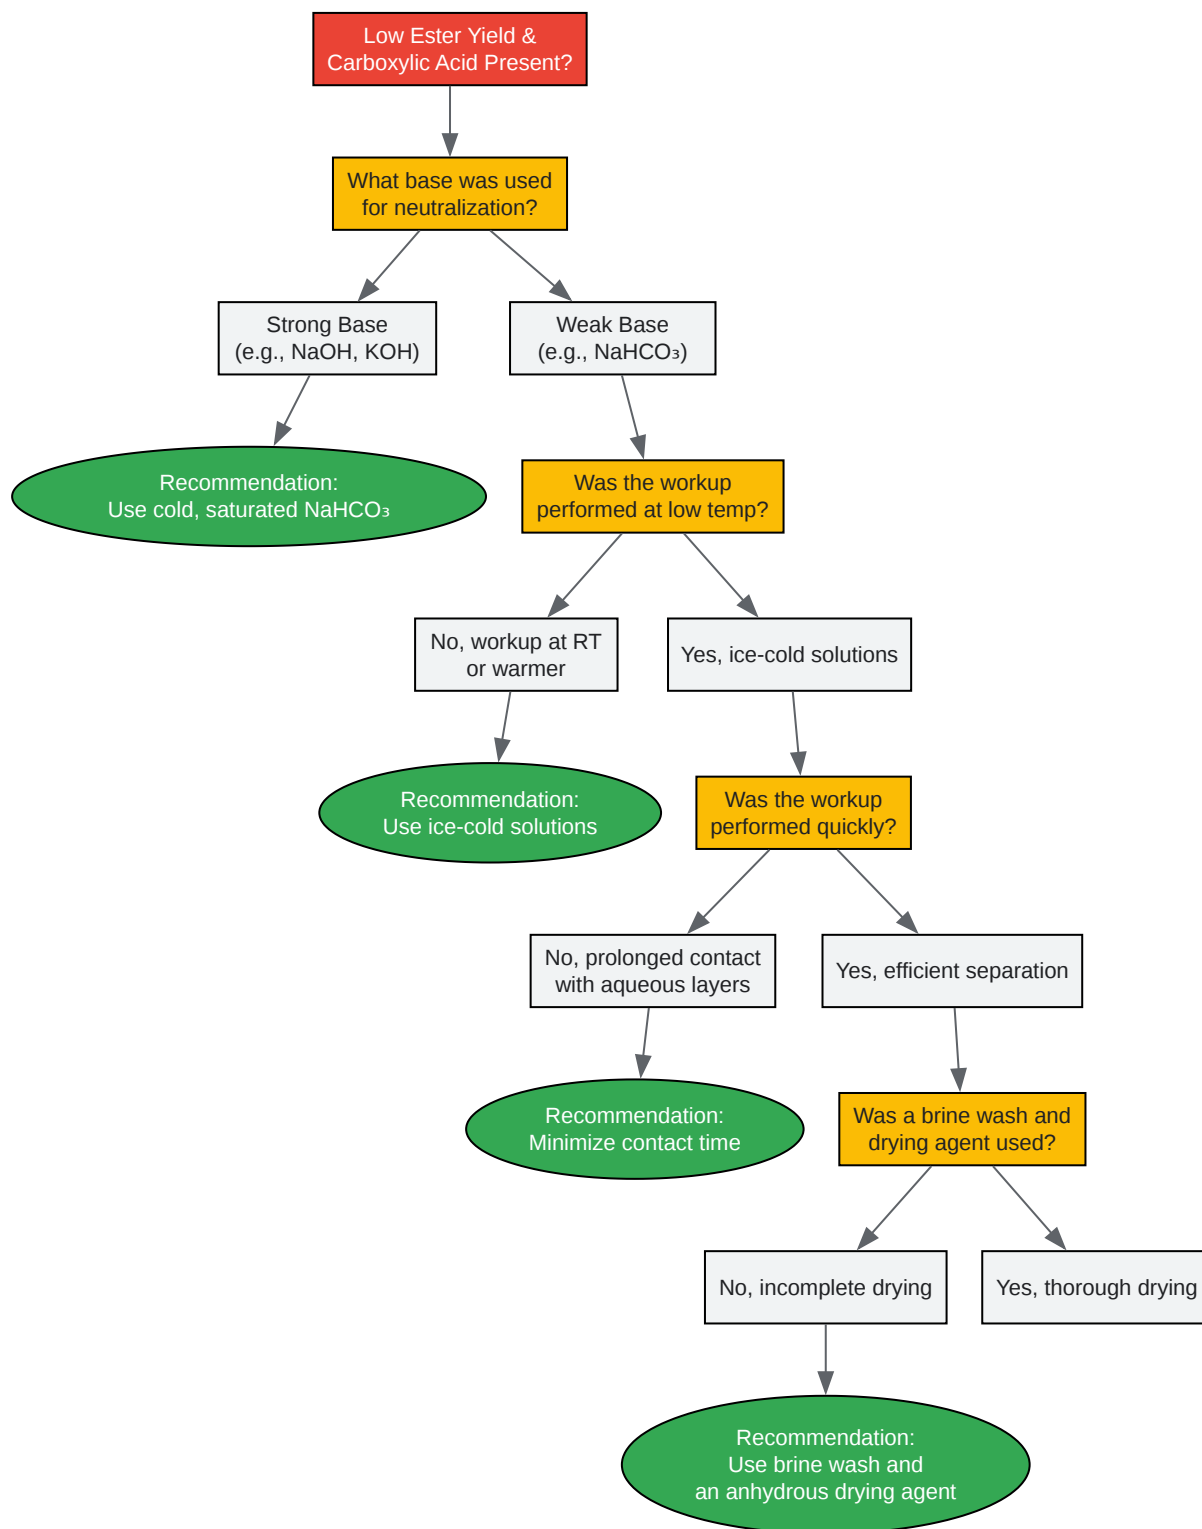 Low Ester Yield &
Carboxylic Acid Present?
What base was used
for neutralization?
Strong Base
(e.g., NaOH, KOH)
Weak Base
(e.g., NaHCO₃)
Recommendation:
Use cold, saturated NaHCO₃
Was the workup
performed at low temp?
No, workup at RT
or warmer
Yes, ice-cold solutions
Recommendation:
Use ice-cold solutions
Was the workup
performed quickly?
No, prolonged contact
with aqueous layers
Yes, efficient separation
Recommendation:
Minimize contact time
Was a brine wash and
drying agent used?
No, incomplete drying
Yes, thorough drying
Recommendation:
Use brine wash and
an anhydrous drying agent